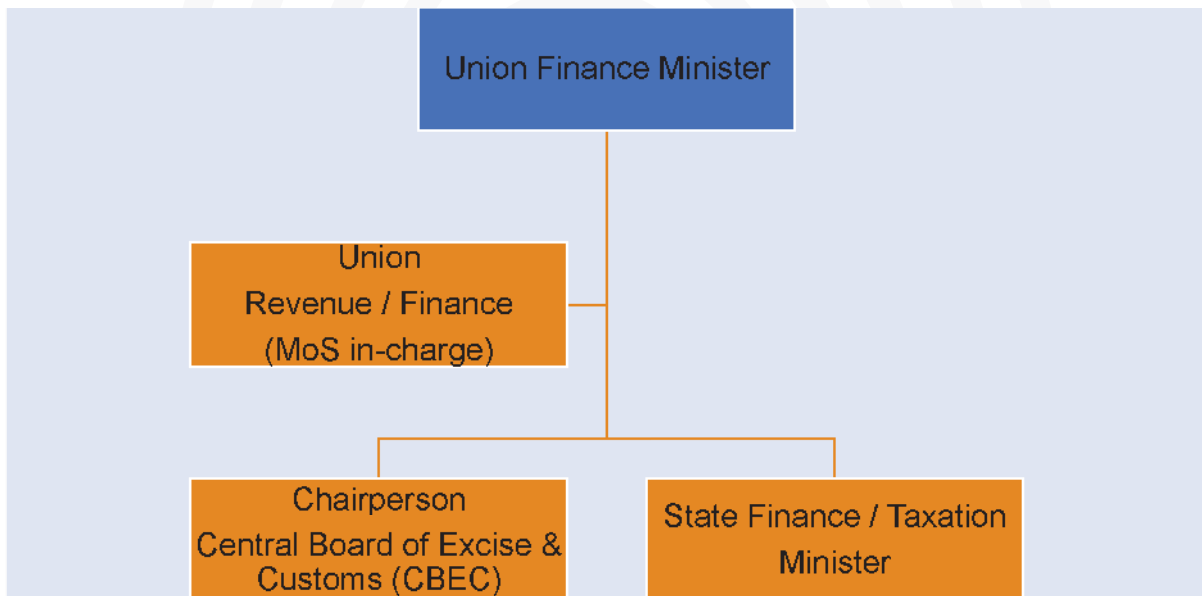 Union Finance Minister
Union
Revenue / Finance
(MoS in-charge)
Chairperson
Central Board of Excise &
Customs (CBEC)
State Finance / Taxation
Minister